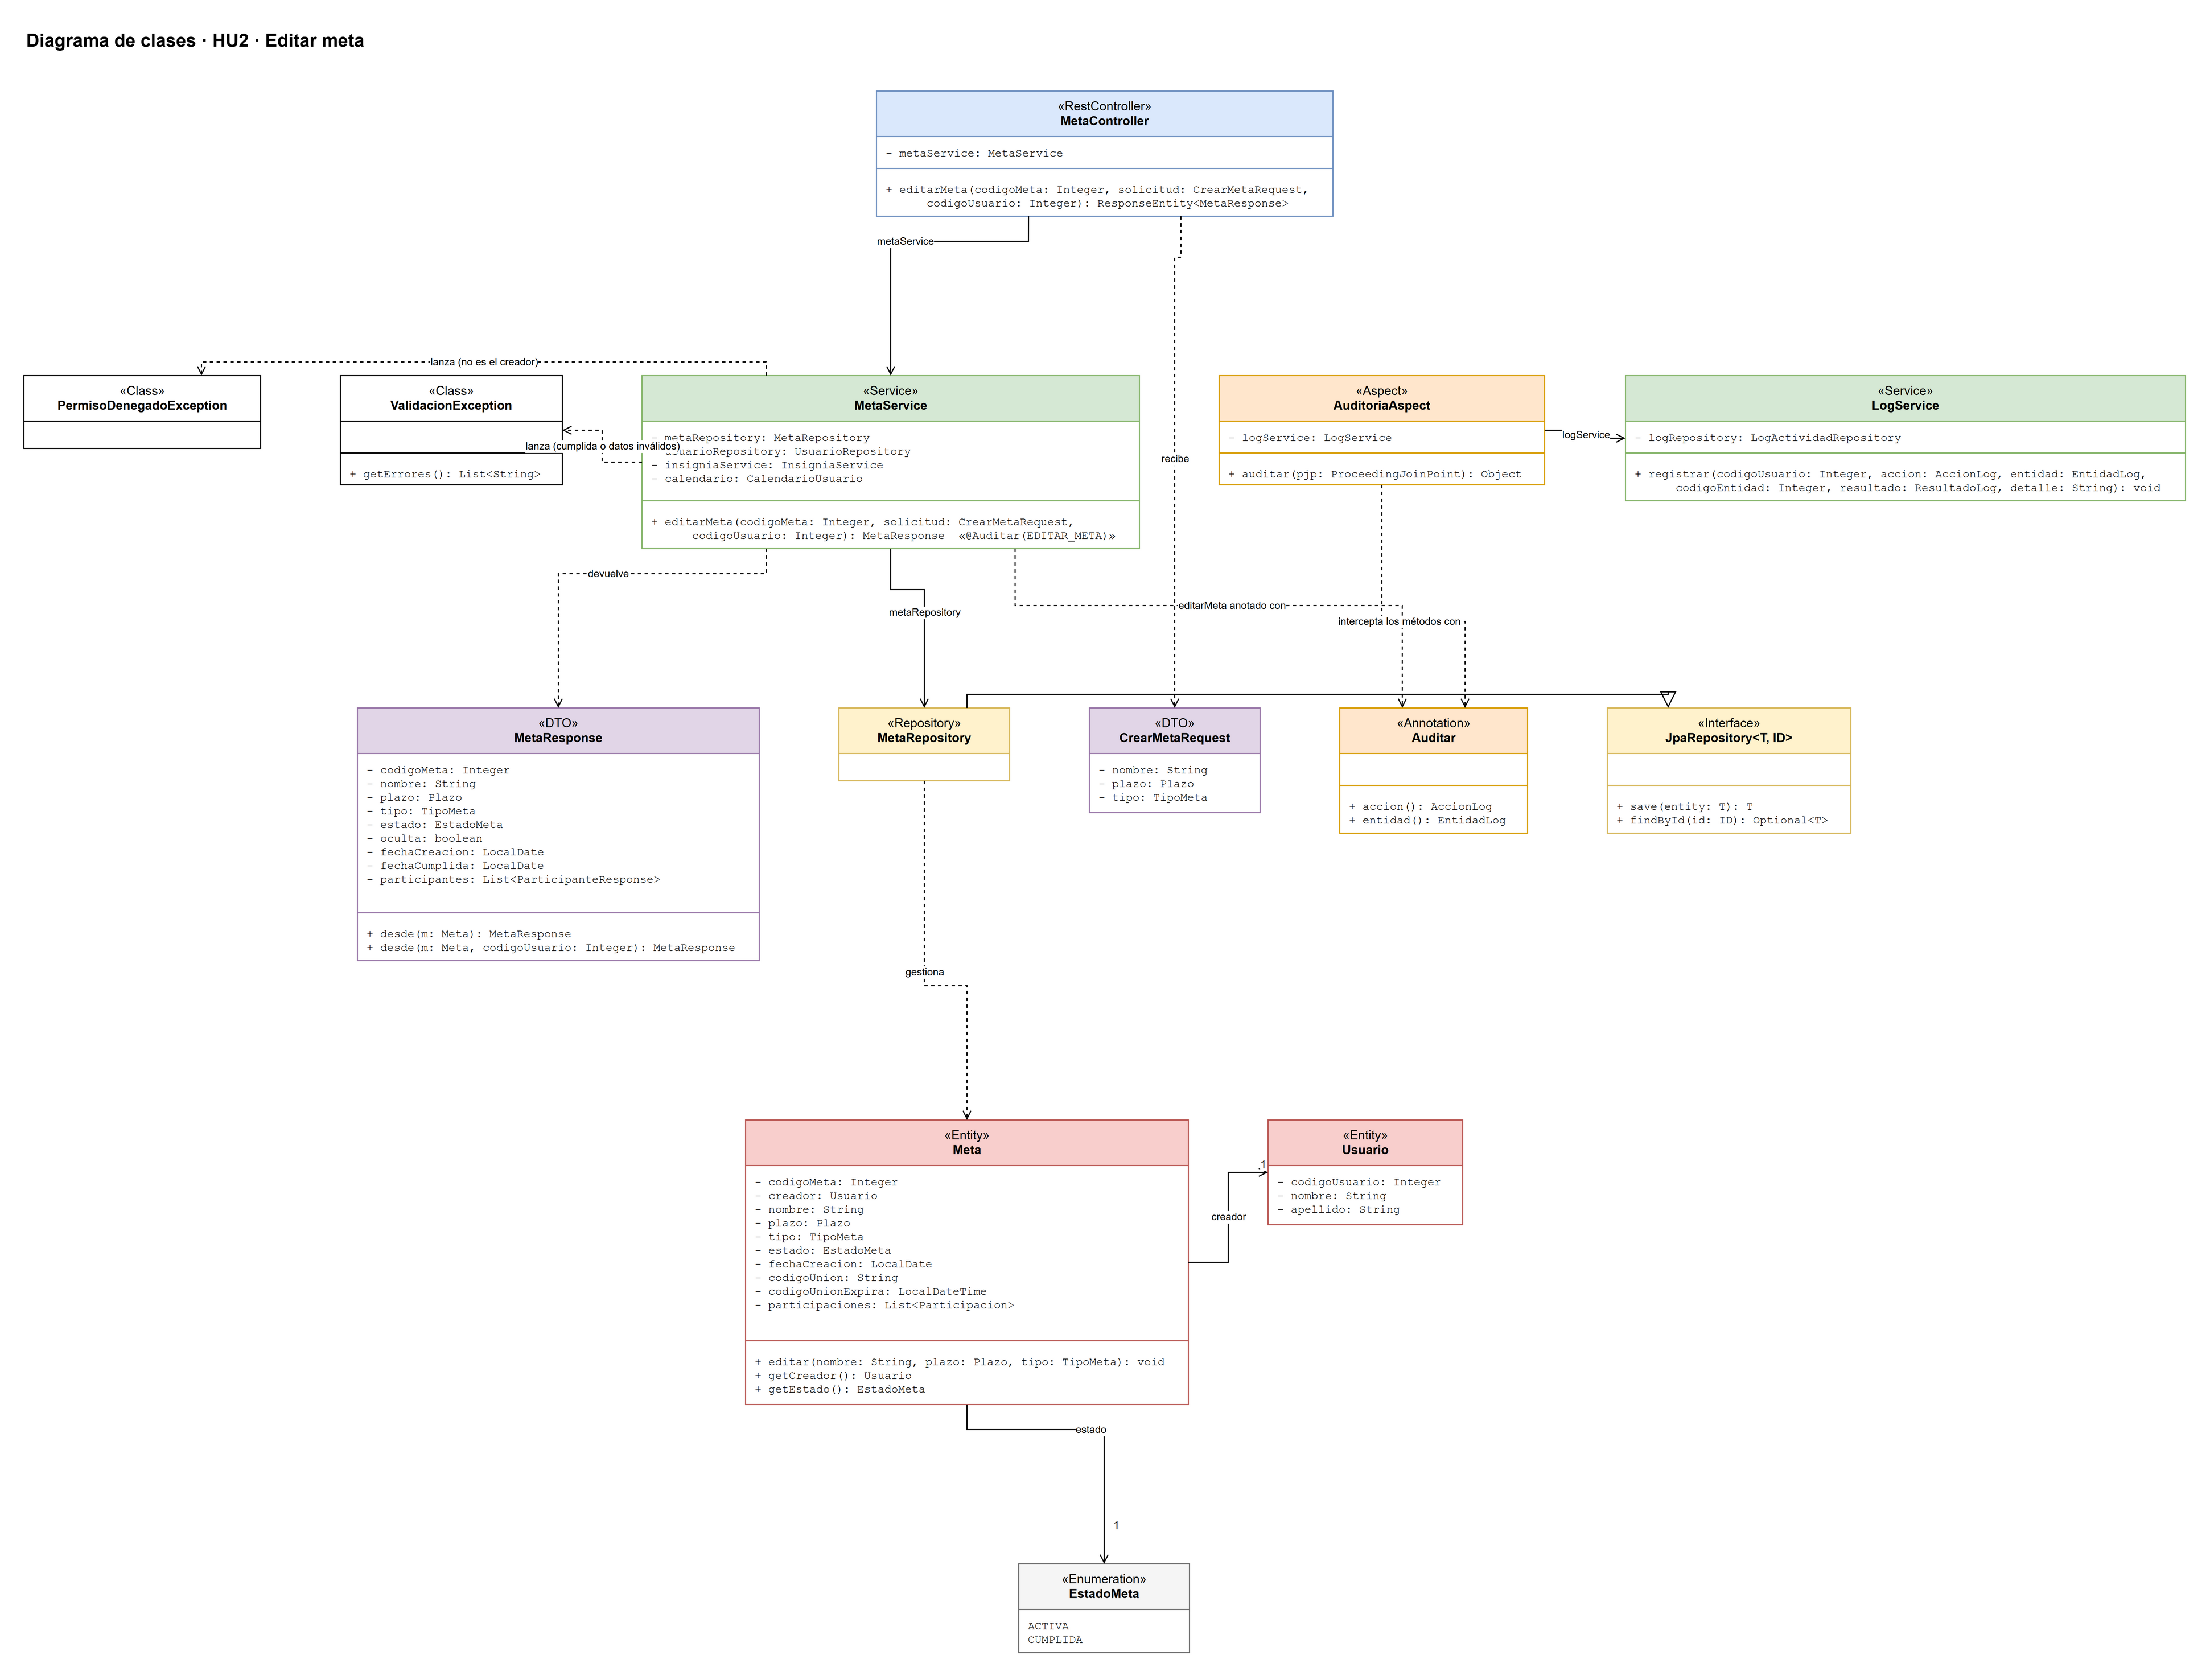 Diagrama de clases · HU2 · Editar meta
«RestController»
MetaController
- metaService: MetaService
+ editarMeta(codigoMeta: Integer, solicitud: CrearMetaRequest,
codigoUsuario: Integer): ResponseEntity<MetaResponse>
metaService
lanza (no es el creador)
«Class»
PermisoDenegadoException
«Class»
ValidacionException
+ getErrores(): List<String>
lanza (cumplida o datos inválidos)
«Service»
MetaService
- metaRepository: MetaRepository
usuarioRepository: UsuarioRepository
- insigniaService: InsigniaService
- calendario: CalendarioUsuario
+ editarMeta(codigoMeta: Integer, solicitud: CrearMetaRequest,
codigoUsuario: Integer): MetaResponse «@Auditar(EDITAR_META)»
recibe
«Aspect»
AuditoriaAspect
- logService: LogService
+ auditar(pjp: ProceedingJoinPoint): Object
logService
«Service»
LogService
- logRepository: LogActividadRepository
+ registrar(codigoUsuario: Integer, accion: AccionLog, entidad: EntidadLog,
codigoEntidad: Integer, resultado: ResultadoLog, detalle: String): void
devuelve
metaRepository
editarMeta anotado con
intercepta los métodos con
«DTO»
MetaResponse
- codigoMeta: Integer
- nombre: String
- plazo: Plazo
- tipo: TipoMeta
- estado: EstadoMeta
- oculta: boolean
- fechaCreacion: LocalDate
- fechaCumplida: LocalDate
- participantes: List<ParticipanteResponse>
+ desde(m: Meta): MetaResponse
+ desde(m: Meta, codigoUsuario: Integer): MetaResponse
«Repository»
MetaRepository
«DTO»
CrearMetaRequest
- nombre: String
- plazo: Plazo
- tipo: TipoMeta
«Annotation»
Auditar
+ accion(): AccionLog
+ entidad(): EntidadLog
«Interface»
JpaRepository<T, ID>
+ save(entity: T): T
+ findById(id: ID): Optional<T>
gestiona
«Entity»
Meta
- codigoMeta: Integer
- creador: Usuario
- nombre: String
- plazo: Plazo
- tipo: TipoMeta
- estado: EstadoMeta
- fechaCreacion: LocalDate
- codigoUnion: String
- codigoUnionExpira: LocalDateTime
- participaciones: List<Participacion>
+ editar(nombre: String, plazo: Plazo, tipo: TipoMeta): void
+ getCreador(): Usuario
+ getEstado(): EstadoMeta
creador
1
«Entity»
Usuario
- codigoUsuario: Integer
- nombre: String
- apellido: String
estado
1
«Enumeration»
EstadoMeta
ACTIVA
CUMPLIDA